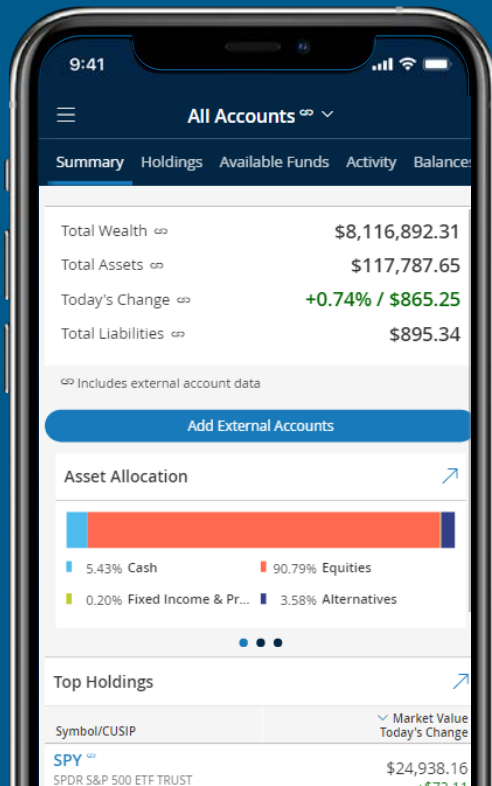 9:41
All Accounts
Summary Holdings Available Funds Activity Balances
Total Wealth $8,116,892.31
Total Assets $117,787.65
Today's Change +0.74% / $865.25
Total Liabilities $895.34
Includes external account data
Add External Accounts
Asset Allocation
5.43% Cash 90.79% Equities
0.20% Fixed Income & Pr... 3.58% Alternatives
Top Holdings
Symbol/CUSIP Market Value
Today's Change
SPY $24,938.16
SPDR S&P 500 ETF TRUST